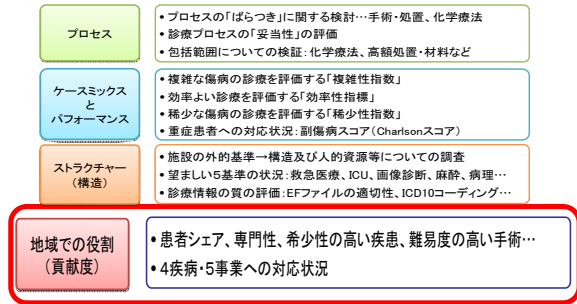 プロセス
• プロセスの「ばらつき」に関する検討…手術・処置、化学療法
• 診療プロセスの「妥当性」の評価
• 包括範囲についての検証：化学療法、高額処置・材料など
ケースミックス
と
パフォーマンス
• 複雑な傷病の診療を評価する「複雑性指数」
• 効率よい診療を評価する「効率性指標」
• 稀少な傷病の診療を評価する「稀少性指数」
• 重症患者への対応状況：副傷病スコア（Charlsonスコア）
ストラクチャー
（構造）
• 施設の外的基準→構造及び人的資源等についての調査
• 望ましい５基準の状況：救急医療、ICU、画像診断、麻酔、病理…
• 診療情報の質の評価：EFファイルの適切性、ICD10コーディング…
地域での役割
（貢献度）
• 患者シェア、専門性、希少性の高い疾患、難易度の高い手術…
• ４疾病・５事業への対応状況